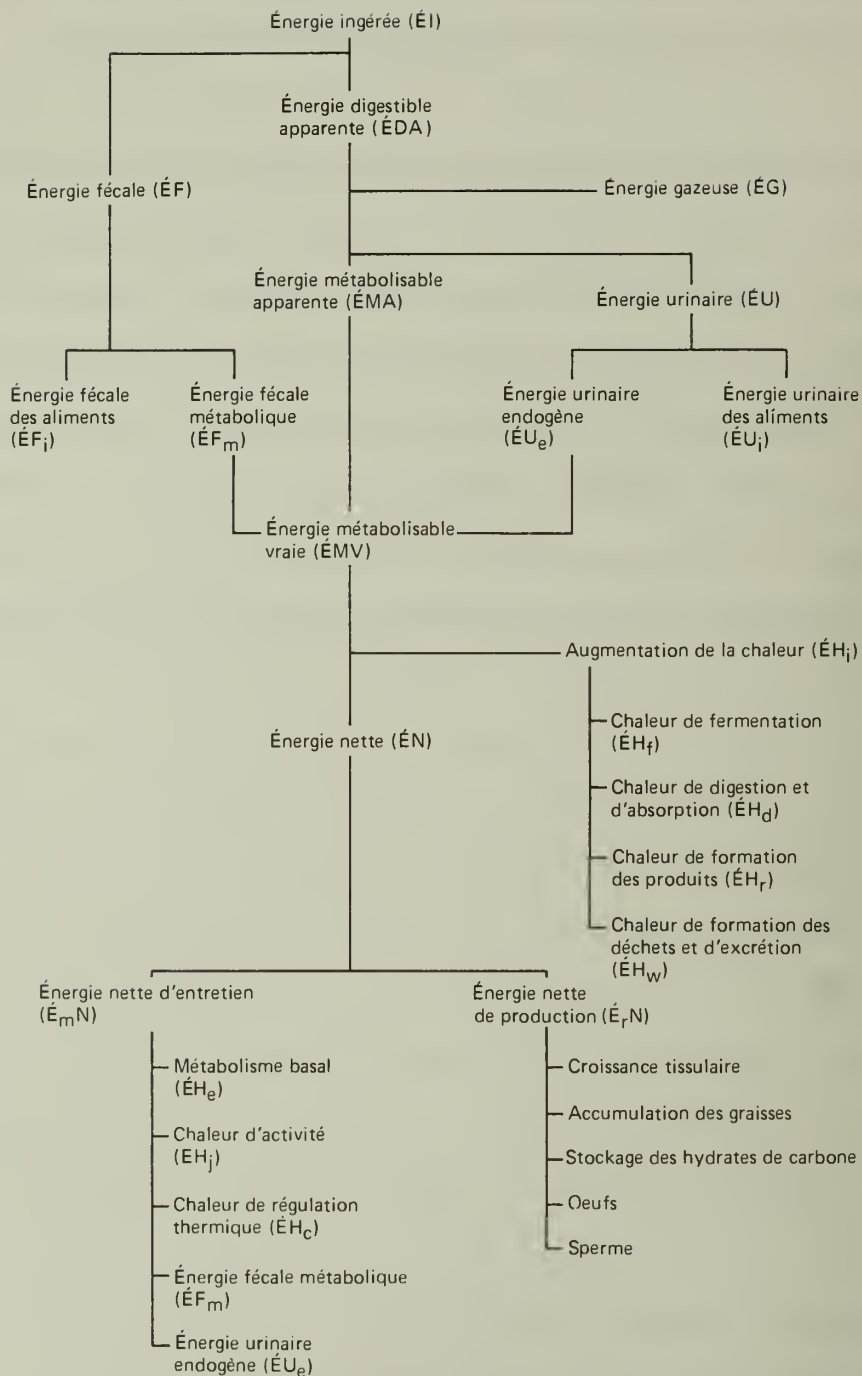 Énergie ingérée (ÉI)
Énergie digestible
apparente (ÉDA)
Énergie fécale (ÉF)
Énergie gazeuse (ÉG)
Énergie métabolisable
apparente (ÉMA)
Énergie urinaire (ÉU)
Énergie fécale
des aliments
(ÉFi)
Énergie fécale
métabolique
(ÉFm)
Énergie urinaire
endogène
(ÉUe)
Énergie urinaire
des aliments
(ÉUi)
Énergie métabolisable
vraie (ÉMV)
Augmentation de la chaleur (ÉHi)
Chaleur de fermentation
(ÉHf)
Énergie nette (ÉN)
Chaleur de digestion et
d'absorption (ÉHd)
Chaleur de formation
des produits (ÉHr)
Chaleur de formation des
déchets et d'excrétion
(ÉHw)
Énergie nette d'entretien
(ÉmN)
Énergie nette
de production (ÉrN)
Métabolisme basal
(ÉHe)
Chaleur d'activité
(EHj)
Chaleur de régulation
thermique (ÉHc)
Énergie fécale métabolique
(ÉFm)
Énergie urinaire
endogène (ÉUe)
Croissance tissulaire
Accumulation des graisses
Stockage des hydrates de carbone
Oeufs
Sperme